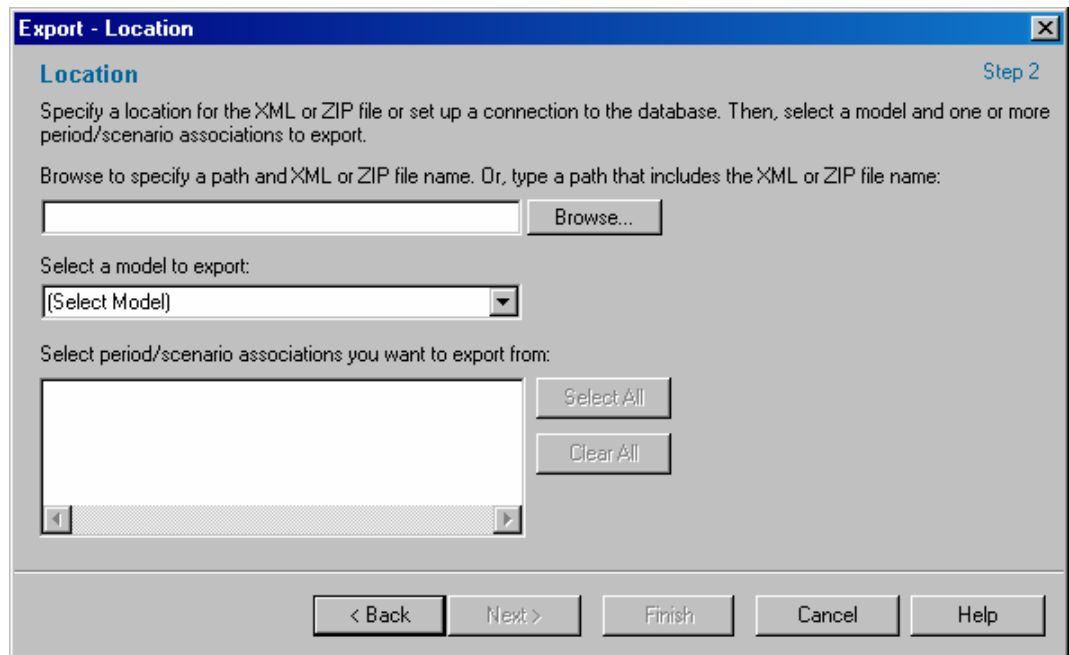 Export - Location
Location
Step 2
Specify a location for the XML or ZIP file or set up a connection to the database. Then, select a model and one or more
period/scenario associations to export.
Browse to specify a path and XML or ZIP file name. Or, type a path that includes the XML or ZIP file name:
Browse...
Select a model to export:
(Select Model)
Select period/scenario associations you want to export from:
Select All
Clear All
< Back
Next >
Finish
Cancel
Help